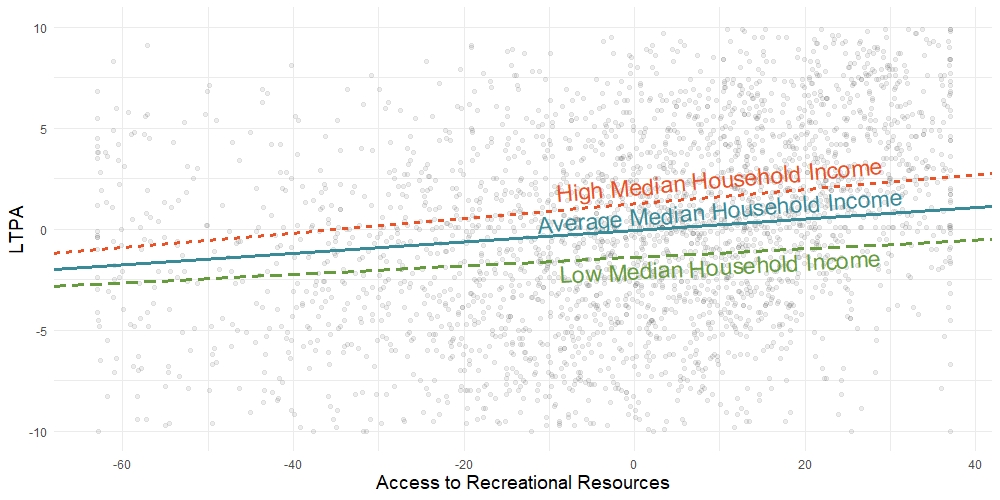 10
5
0
-5
-10
LTPA
High Median Household Income
Average Median Household Income
Low Median Household Income
-60 -40 -20 0 20 40
Access to Recreational Resources